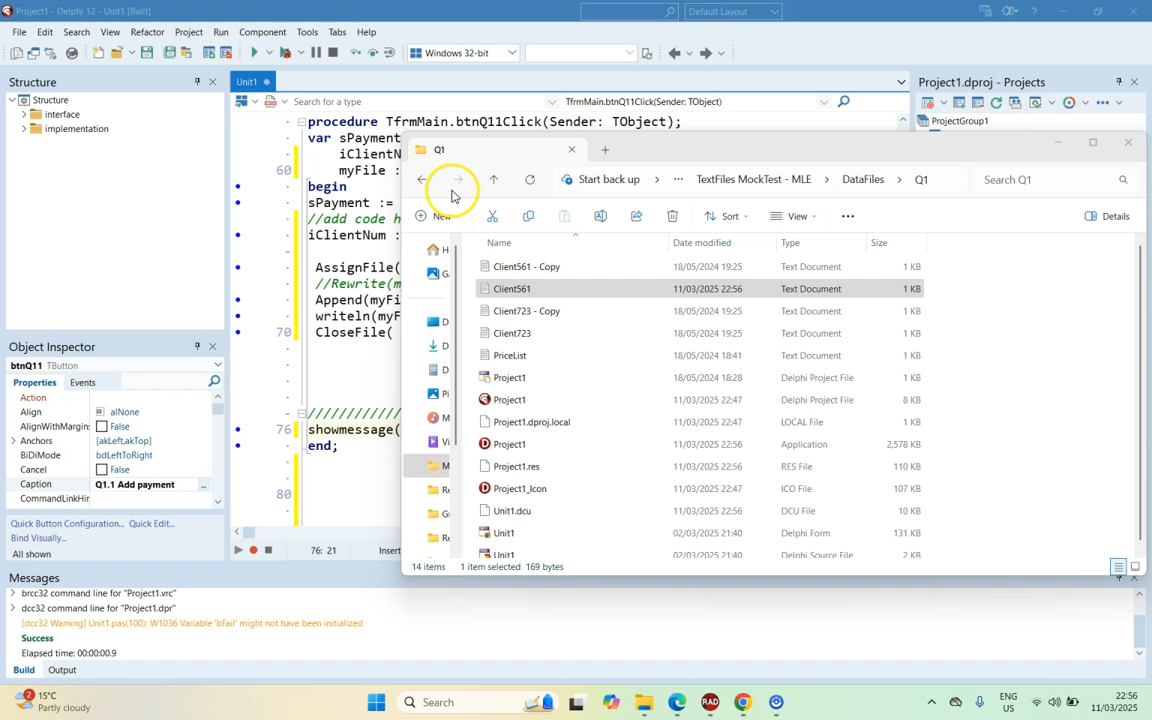 Project1 - Delphi 12 - Unit1 [Built]
Default Layout
File Edit Search View Refactor Project Run Component Tools Tabs Help
Windows 32-bit
Structure
Structure
interface
implementation
Unit1
Search for a type
TfrmMain.btnQ11Click(Sender: TObject)
procedure TfrmMain.btnQ11Click(Sender: TObject);
var sPayment
iClientN
60 myFile :
begin
sPayment :=
//add code h
iClientNum :
AssignFile(
//Rewrite(m
Append(myFi
writeln(myF
70 CloseFile(
////////////
76 showmessage(
end;
80
76: 21 Insert
Project1.dproj - Projects
ProjectGroup1
Q1
Start back up
TextFiles MockTest - MLE
DataFiles
Q1
Search Q1
New
Sort
View
Details
Name Date modified Type Size
Client561 - Copy 18/05/2024 19:25 Text Document 1 KB
Client561 11/03/2025 22:56 Text Document 1 KB
Client723 - Copy 18/05/2024 19:25 Text Document 1 KB
Client723 18/05/2024 19:25 Text Document 1 KB
PriceList 18/05/2024 18:41 Text Document 1 KB
Project1 18/05/2024 18:28 Delphi Project File 1 KB
Project1 11/03/2025 22:47 Delphi Project File 8 KB
Project1.dproj.local 11/03/2025 22:47 LOCAL File 1 KB
Project1 11/03/2025 22:56 Application 2,578 KB
Project1.res 11/03/2025 22:56 RES File 110 KB
Project1_Icon 11/03/2025 22:47 ICO File 107 KB
Unit1.dcu 11/03/2025 22:56 DCU File 10 KB
Unit1 02/03/2025 21:40 Delphi Form 131 KB
Unit1 02/03/2025 21:40 Delphi Source File 2 KB
14 items 1 item selected 169 bytes
Object Inspector
btnQ11 TButton
Properties Events
Action
Align alNone
AlignWithMargin False
Anchors [akLeft,akTop]
BiDiMode bdLeftToRight
Cancel False
Caption Q1.1 Add payment
CommandLinkHin
Quick Button Configuration... Quick Edit...
Bind Visually...
All shown
Messages
brcc32 command line for "Project1.vrc"
dcc32 command line for "Project1.dpr"
[dcc32 Warning] Unit1.pas(100): W1036 Variable 'bFail' might not have been initialized
Success
Elapsed time: 00:00:00.9
Build Output
15°C
Partly cloudy
Search
RAD
ENG
US
22:56
11/03/2025